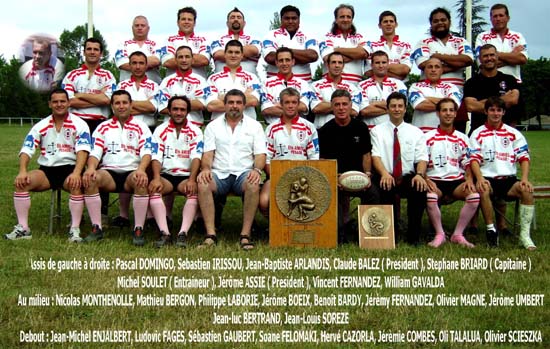 Assis de gauche à droite : Pascal DOMINGO, Sebastien IRISSOU, Jean-Baptiste ARLANDIS, Claude BALEZ ( President ), Stephane BRIARD ( Capitaine )
Michel SOULET ( Entraineur ), Jérôme ASSIE ( President ), Vincent FERNANDEZ, William GAVALDA
Au milieu : Nicolas MONTHENOLLE, Mathieu BERGON, Philippe LABORIE, Jérôme BOEIX, Benoit BARDY, Jérèmy FERNANDEZ, Olivier MAGNE, Jérôme UMBERT
Jean-luc BERTRAND, Jean-Louis SOREZE
Debout : Jean-Michel ENJALBERT, Ludovic FAGES, Sébastien GAUBERT, Soane FELOMAKI, Hervé CAZORLA, Jérèmie COMBES, Oli TALALUA, Olivier SCIESZKA